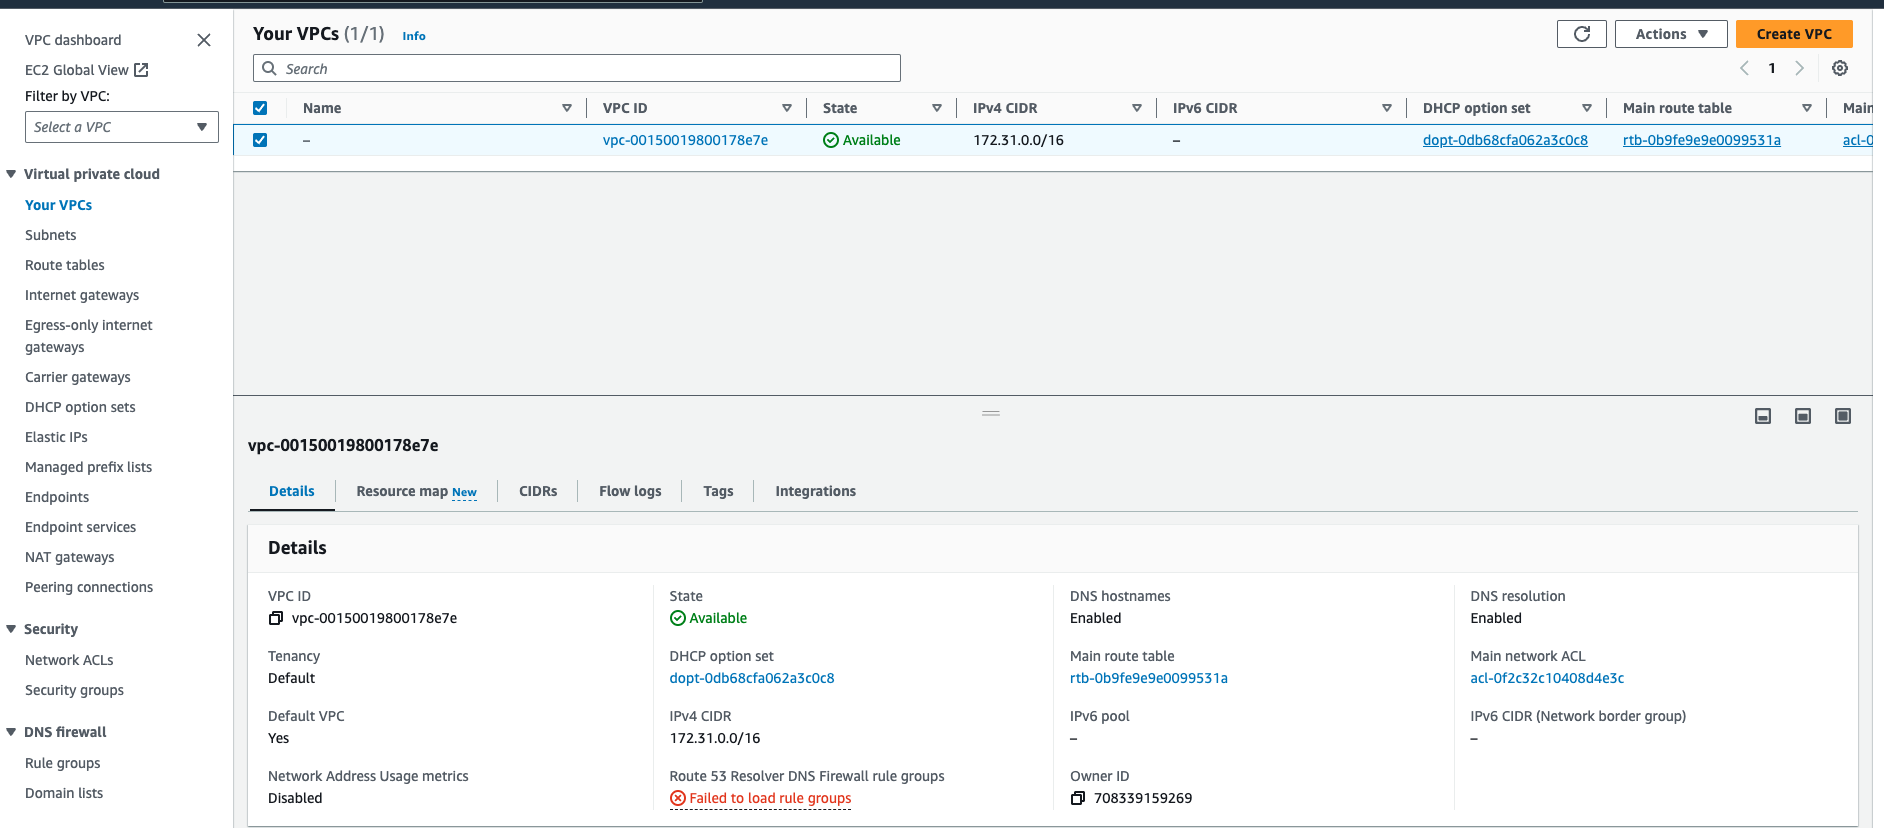 VPC dashboard
EC2 Global View
Filter by VPC:
Select a VPC
Virtual private cloud
Your VPCs
Subnets
Route tables
Internet gateways
Egress-only internet
gateways
Carrier gateways
DHCP option sets
Elastic IPs
Managed prefix lists
Endpoints
Endpoint services
NAT gateways
Peering connections
Security
Network ACLs
Security groups
DNS firewall
Rule groups
Domain lists
Your VPCs (1/1) Info
Actions
Create VPC
Search
1
Name VPC ID State IPv4 CIDR IPv6 CIDR DHCP option set Main route table Main
– vpc-00150019800178e7e Available 172.31.0.0/16 – dopt-0db68cfa062a3c0c8 rtb-0b9fe9e9e0099531a acl-0
vpc-00150019800178e7e
Details Resource map New CIDRs Flow logs Tags Integrations
Details
VPC ID
vpc-00150019800178e7e
State
Available
DNS hostnames
Enabled
DNS resolution
Enabled
Tenancy
Default
DHCP option set
dopt-0db68cfa062a3c0c8
Main route table
rtb-0b9fe9e9e0099531a
Main network ACL
acl-0f2c32c10408d4e3c
Default VPC
Yes
IPv4 CIDR
172.31.0.0/16
IPv6 pool
–
IPv6 CIDR (Network border group)
–
Network Address Usage metrics
Disabled
Route 53 Resolver DNS Firewall rule groups
Failed to load rule groups
Owner ID
708339159269